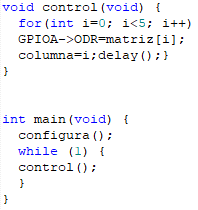 void control(void) {
  for(int i=0; i<5; i++)
  GPIOA->ODR=matriz[i];
  columna=i;delay();}
}
int main(void) {
  configura();
  while (1) {
  control();
  }
}